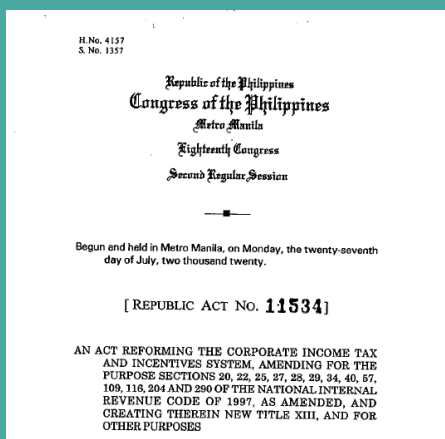 H. No. 4157
S. No. 1357
Republic of the Philippines
Congress of the Philippines
Metro Manila
Eighteenth Congress
Second Regular Session
Begun and held in Metro Manila, on Monday, the twenty-seventh
day of July, two thousand twenty.
[ REPUBLIC ACT NO. 11534]
AN ACT REFORMING THE CORPORATE INCOME TAX
AND INCENTIVES SYSTEM, AMENDING FOR THE
PURPOSE SECTIONS 20, 22, 25, 27, 28, 29, 34, 40, 57,
109, 116, 204 AND 290 OF THE NATIONAL INTERNAL
REVENUE CODE OF 1997, AS AMENDED, AND
CREATING THEREIN NEW TITLE XIII, AND FOR
OTHER PURPOSES